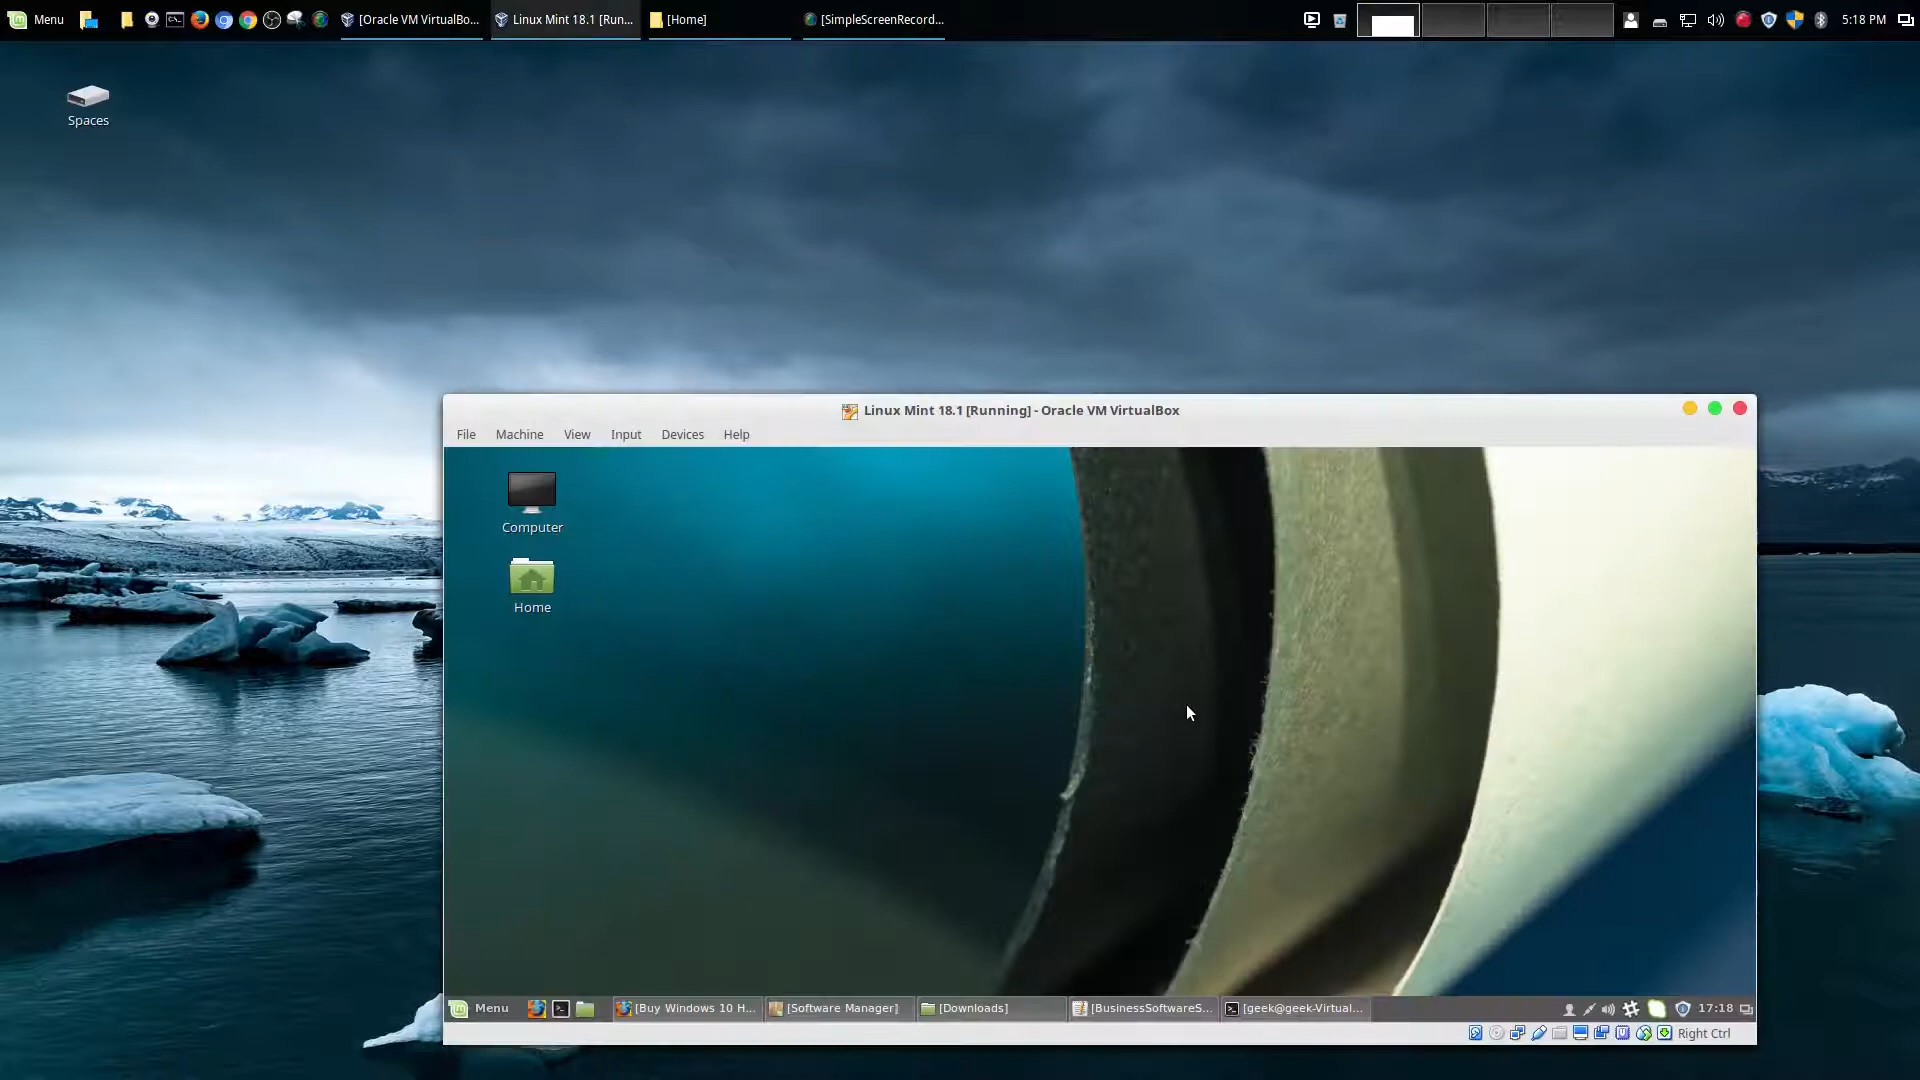 Menu
[Oracle VM VirtualBo...
Linux Mint 18.1 [Run...
[Home]
[SimpleScreenRecord...
5:18 PM
Spaces
Linux Mint 18.1 [Running] - Oracle VM VirtualBox
File Machine View Input Devices Help
Computer
Home
Menu
[Buy Windows 10 H...
[Software Manager]
[Downloads]
[BusinessSoftwareS...
[geek@geek-Virtual...
17:18
Right Ctrl